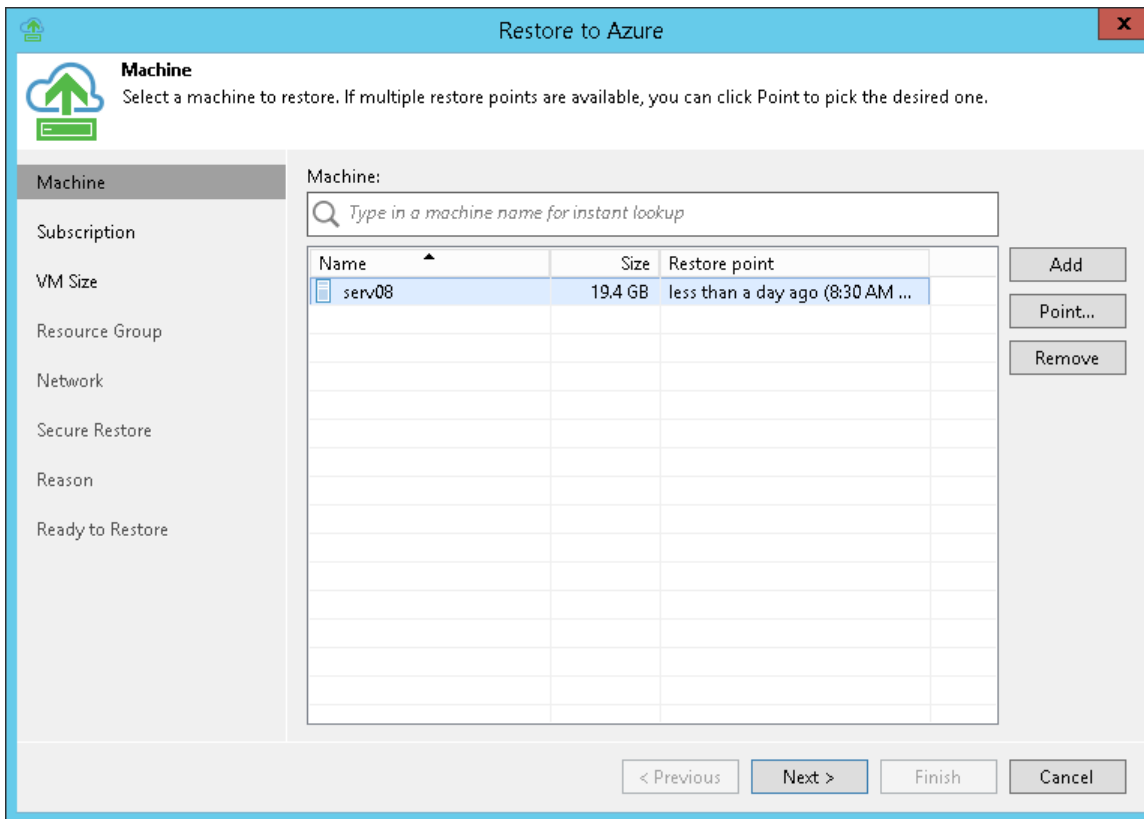 Restore to Azure
x
Machine
Select a machine to restore. If multiple restore points are available, you can click Point to pick the desired one.
Machine
Subscription
VM Size
Resource Group
Network
Secure Restore
Reason
Ready to Restore
Machine:
Type in a machine name for instant lookup
Name Size Restore point
serv08 19.4 GB less than a day ago (8:30 AM ...
Add
Point...
Remove
< Previous Next > Finish Cancel